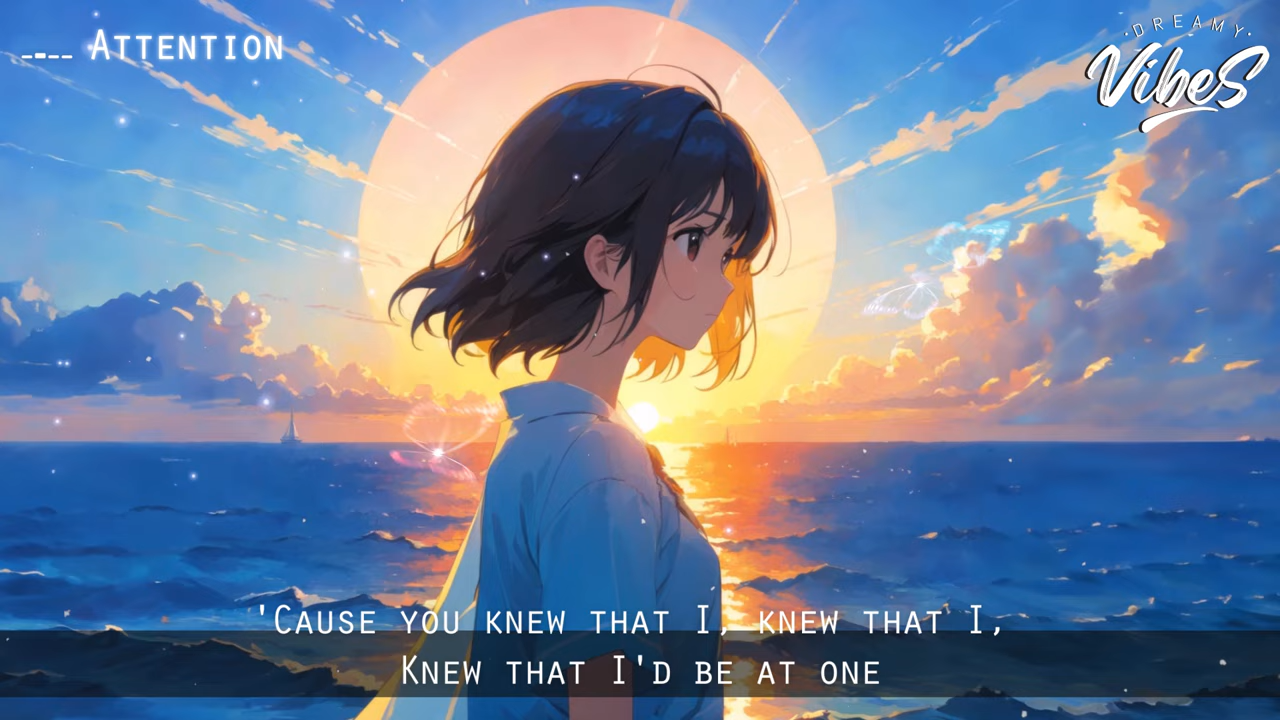 ---- Attention
·DREAMY·
Vibes
'Cause you knew that I, knew that I,
Knew that I'd be at one